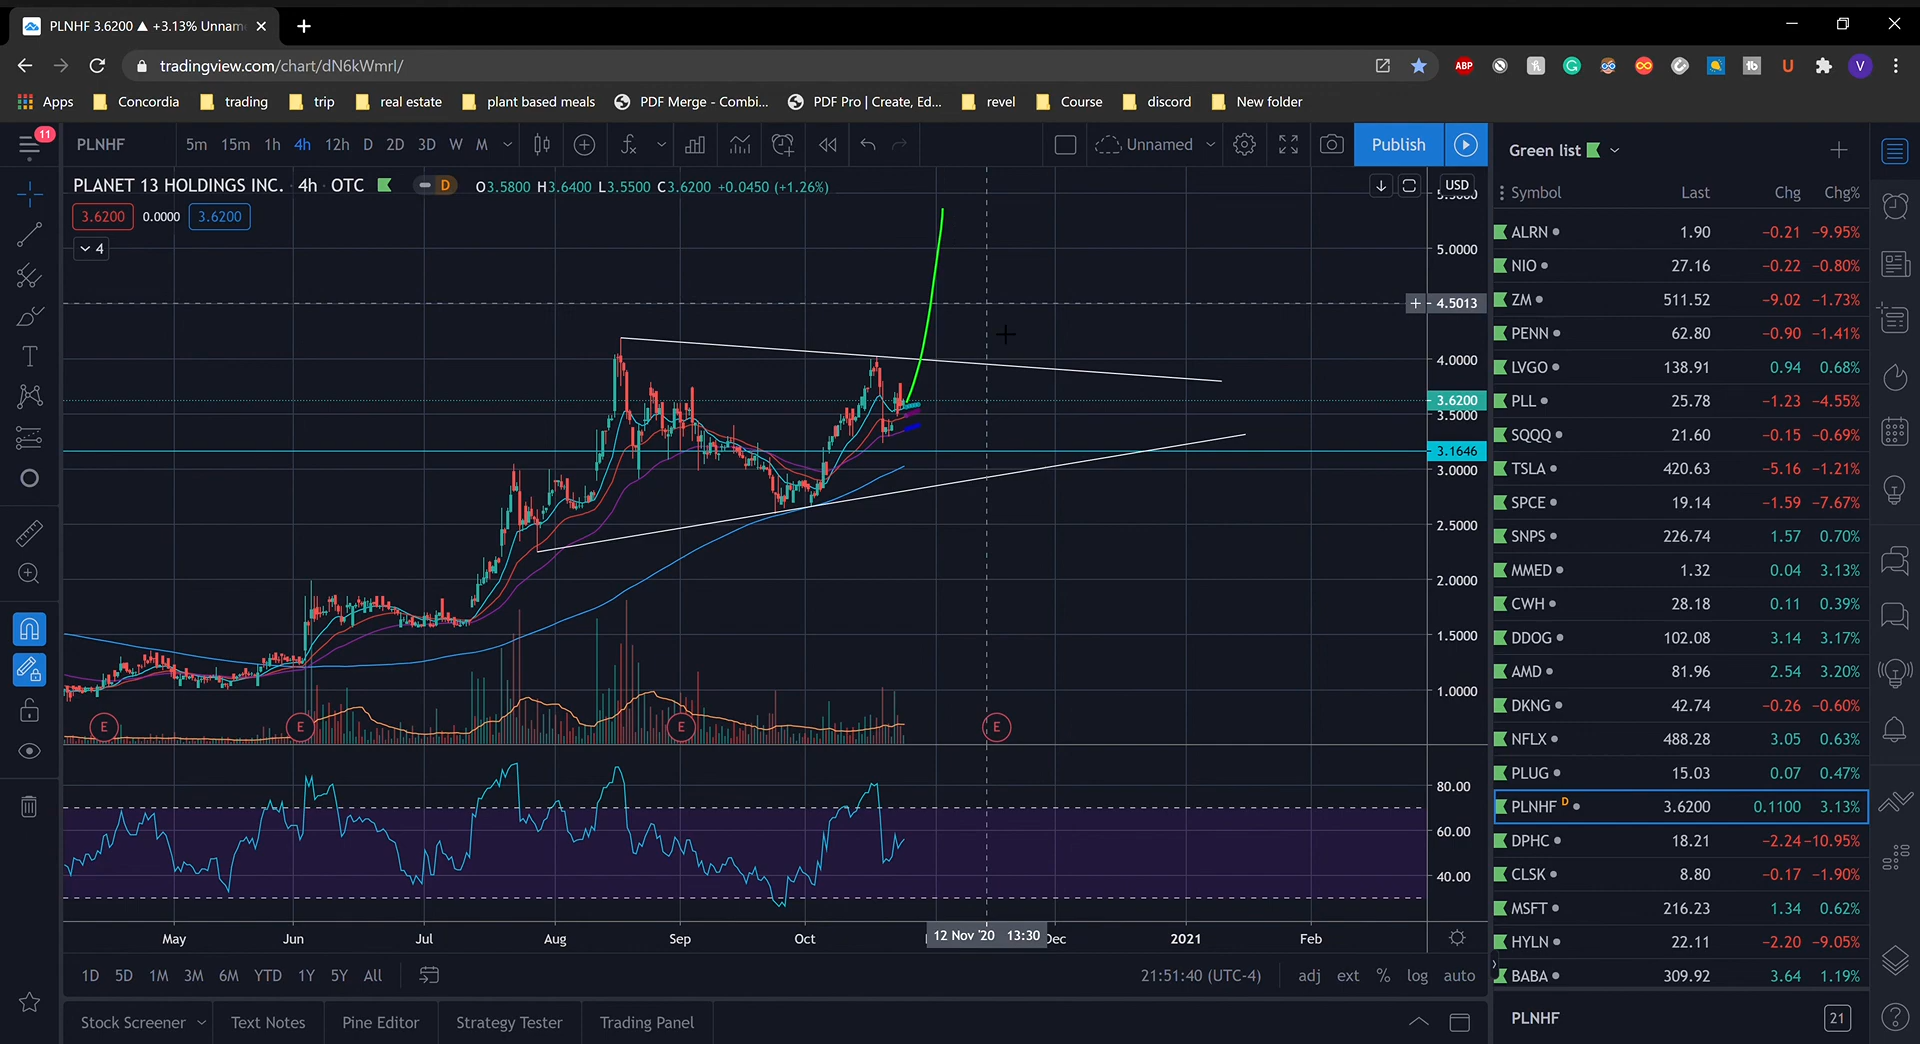 PLNHF 3.6200 ▲ +3.13% Unnam
tradingview.com/chart/dN6kWmrl/
ABP
V
Apps Concordia trading trip real estate plant based meals PDF Merge - Combi... PDF Pro | Create, Ed... revel Course discord New folder
11
PLNHF 5m 15m 1h 4h 12h D 2D 3D W M Unnamed Publish
Green list
PLANET 13 HOLDINGS INC. · 4h · OTC D O3.5800 H3.6400 L3.5500 C3.6200 +0.0450 (+1.26%)
USD
3.6200 0.0000 3.6200
4
5.5000
5.0000
4.5013
4.0000
3.6200
3.5000
3.1646
3.0000
2.5000
2.0000
1.5000
1.0000
E E E E
80.00
60.00
40.00
May Jun Jul Aug Sep Oct 12 Nov '20 13:30 Dec 2021 Feb
1D 5D 1M 3M 6M YTD 1Y 5Y All 21:51:40 (UTC-4) adj ext % log auto
Stock Screener Text Notes Pine Editor Strategy Tester Trading Panel
Symbol Last Chg Chg%
ALRN 1.90 −0.21 −9.95%
NIO 27.16 −0.22 −0.80%
ZM 511.52 −9.02 −1.73%
PENN 62.80 −0.90 −1.41%
LVGO 138.91 0.94 0.68%
PLL 25.78 −1.23 −4.55%
SQQQ 21.60 −0.15 −0.69%
TSLA 420.63 −5.16 −1.21%
SPCE 19.14 −1.59 −7.67%
SNPS 226.74 1.57 0.70%
MMED 1.32 0.04 3.13%
CWH 28.18 0.11 0.39%
DDOG 102.08 3.14 3.17%
AMD 81.96 2.54 3.20%
DKNG 42.74 −0.26 −0.60%
NFLX 488.28 3.05 0.63%
PLUG 15.03 0.07 0.47%
PLNHF D 3.6200 0.1100 3.13%
DPHC 18.21 −2.24 −10.95%
CLSK 8.80 −0.17 −1.90%
MSFT 216.23 1.34 0.62%
HYLN 22.11 −2.20 −9.05%
BABA 309.92 3.64 1.19%
PLNHF 21